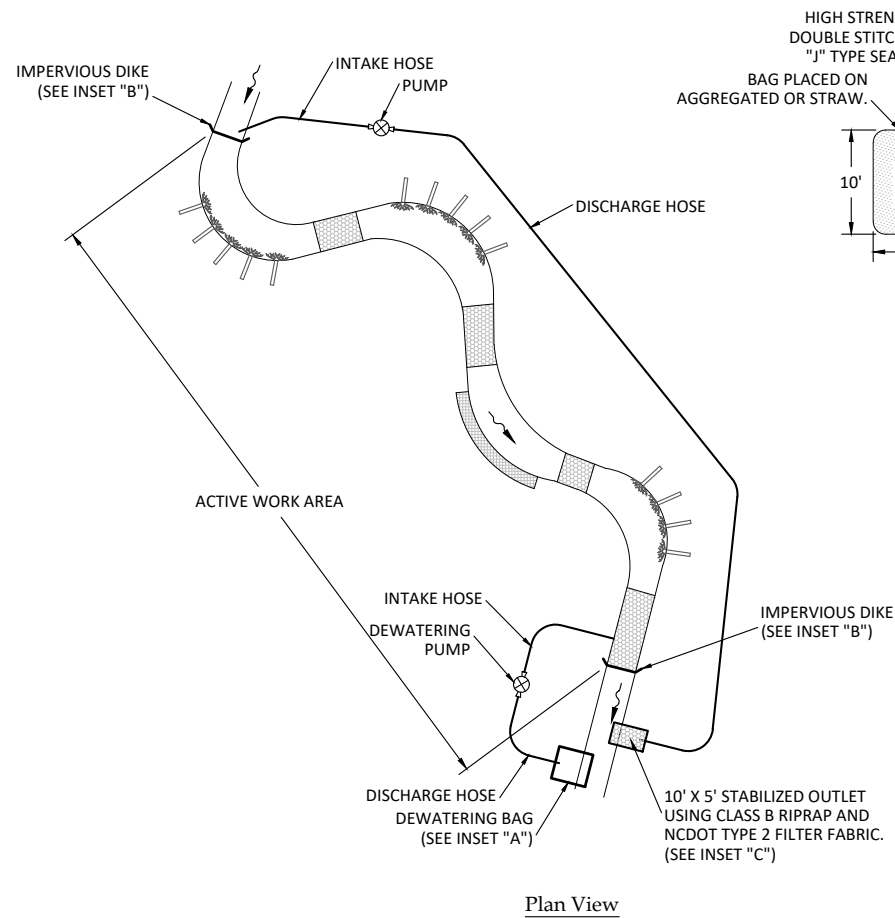 IMPERVIOUS DIKE
(SEE INSET "B")
INTAKE HOSE
PUMP
DISCHARGE HOSE
DOUBLE STITC
"J" TYPE SEA
BAG PLACED ON
AGGREGATED OR STRAW.
10'
ACTIVE WORK AREA
INTAKE HOSE
DEWATERING
PUMP
IMPERVIOUS DIKE
(SEE INSET "B")
DISCHARGE HOSE
DEWATERING BAG
(SEE INSET "A")
10' X 5' STABILIZED OUTLET
USING CLASS B RIPRAP AND
NCDOT TYPE 2 FILTER FABRIC.
(SEE INSET "C")
Plan View